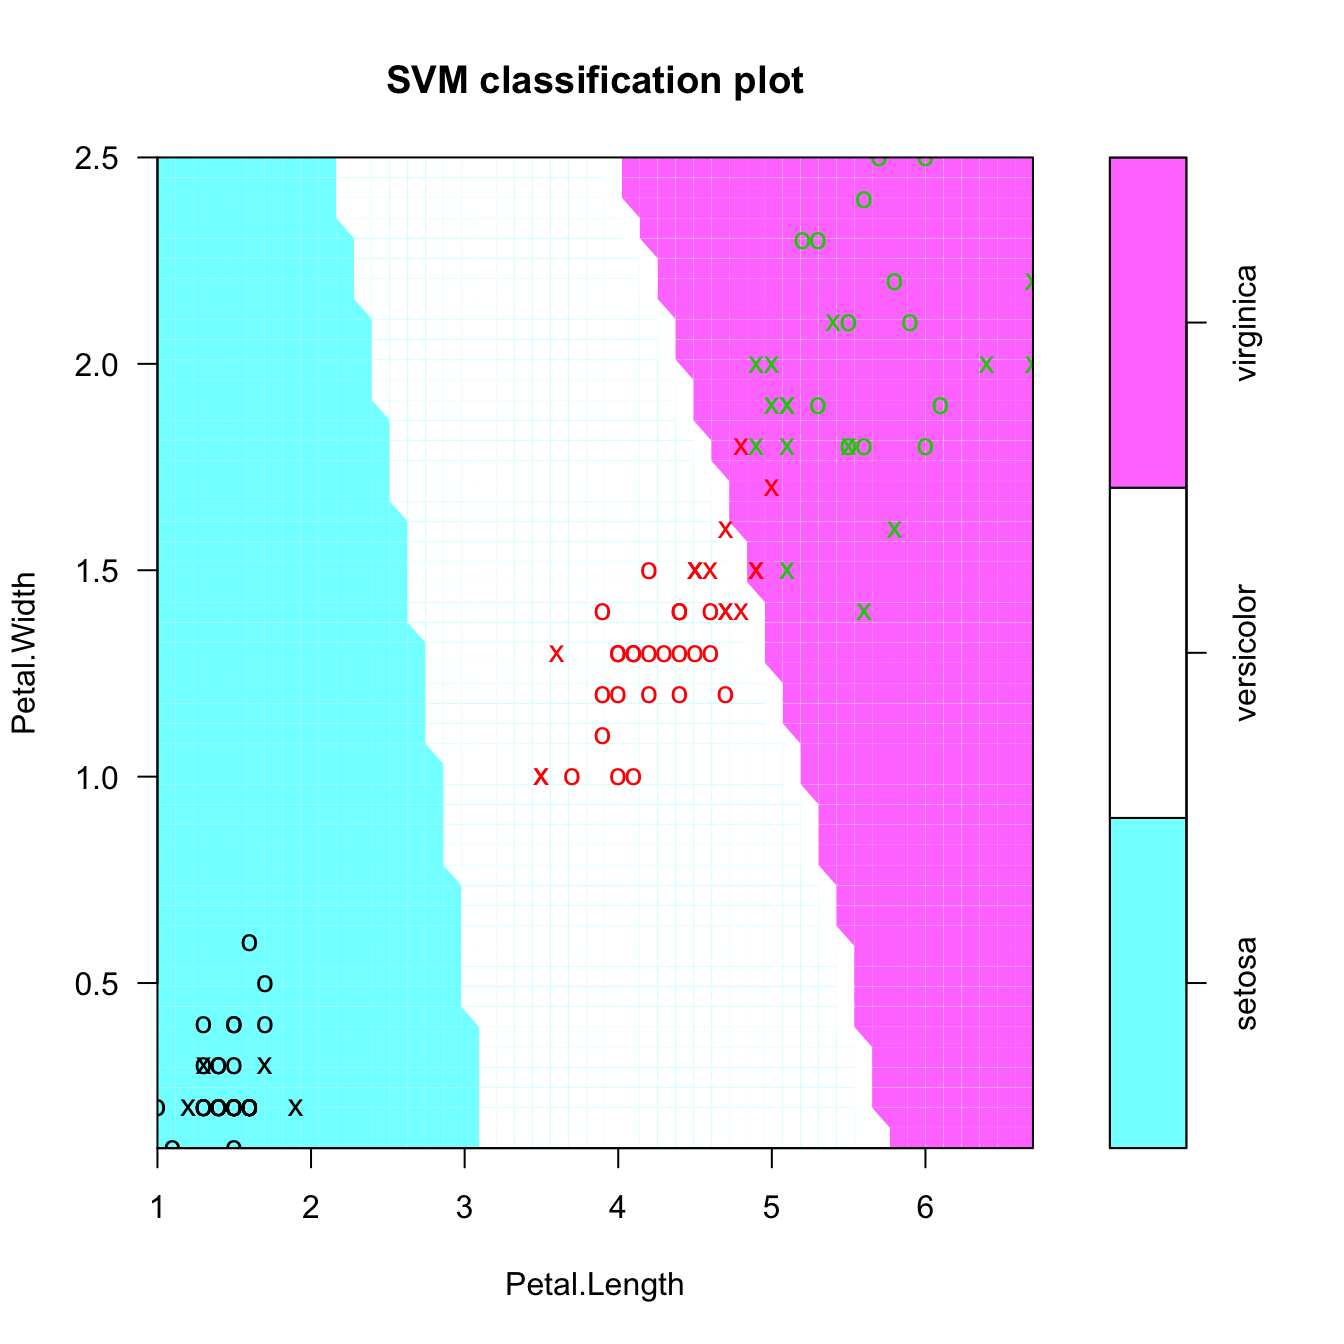 SVM classification plot
2.5
2.0
1.5
1.0
0.5
Petal.Width
1 2 3 4 5 6
Petal.Length
virginica
versicolor
setosa